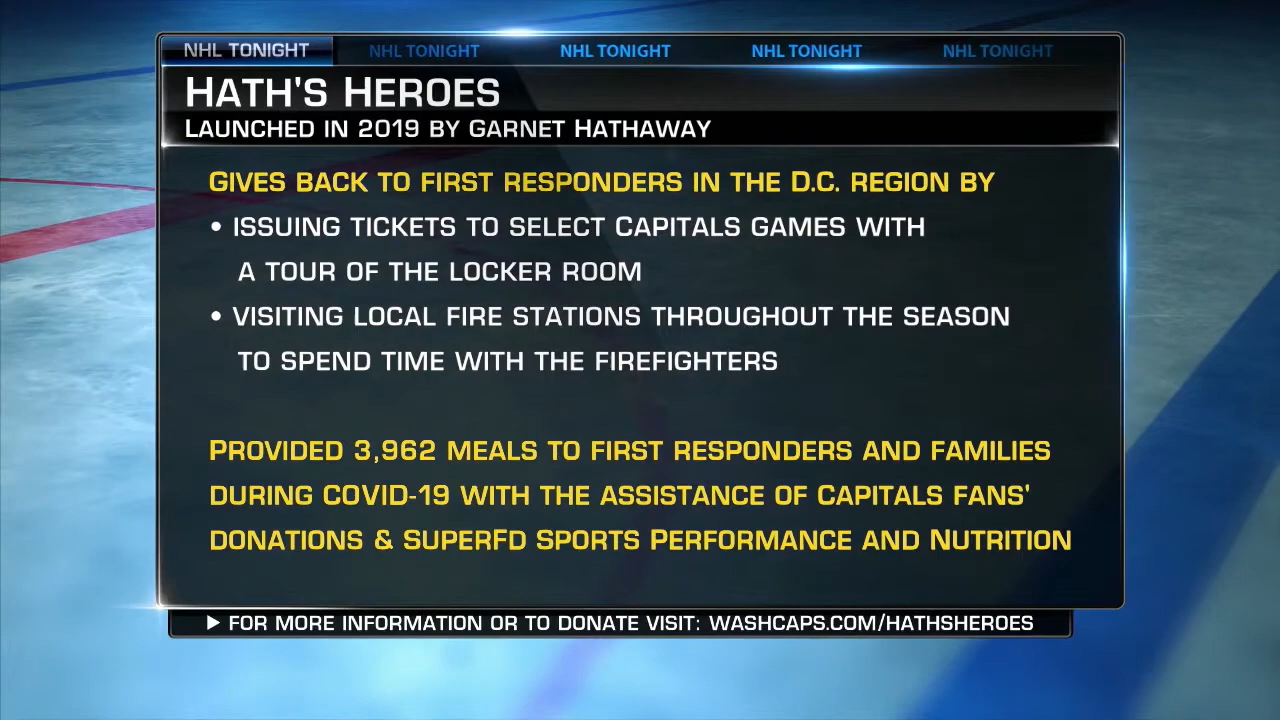 NHL TONIGHT NHL TONIGHT NHL TONIGHT NHL TONIGHT NHL TONIGHT
HATH'S HEROES
LAUNCHED IN 2019 BY GARNET HATHAWAY
GIVES BACK TO FIRST RESPONDERS IN THE D.C. REGION BY
• ISSUING TICKETS TO SELECT CAPITALS GAMES WITH
A TOUR OF THE LOCKER ROOM
• VISITING LOCAL FIRE STATIONS THROUGHOUT THE SEASON
TO SPEND TIME WITH THE FIREFIGHTERS
PROVIDED 3,962 MEALS TO FIRST RESPONDERS AND FAMILIES
DURING COVID-19 WITH THE ASSISTANCE OF CAPITALS FANS'
DONATIONS & SUPERFD SPORTS PERFORMANCE AND NUTRITION
▶ FOR MORE INFORMATION OR TO DONATE VISIT: WASHCAPS.COM/HATHSHEROES